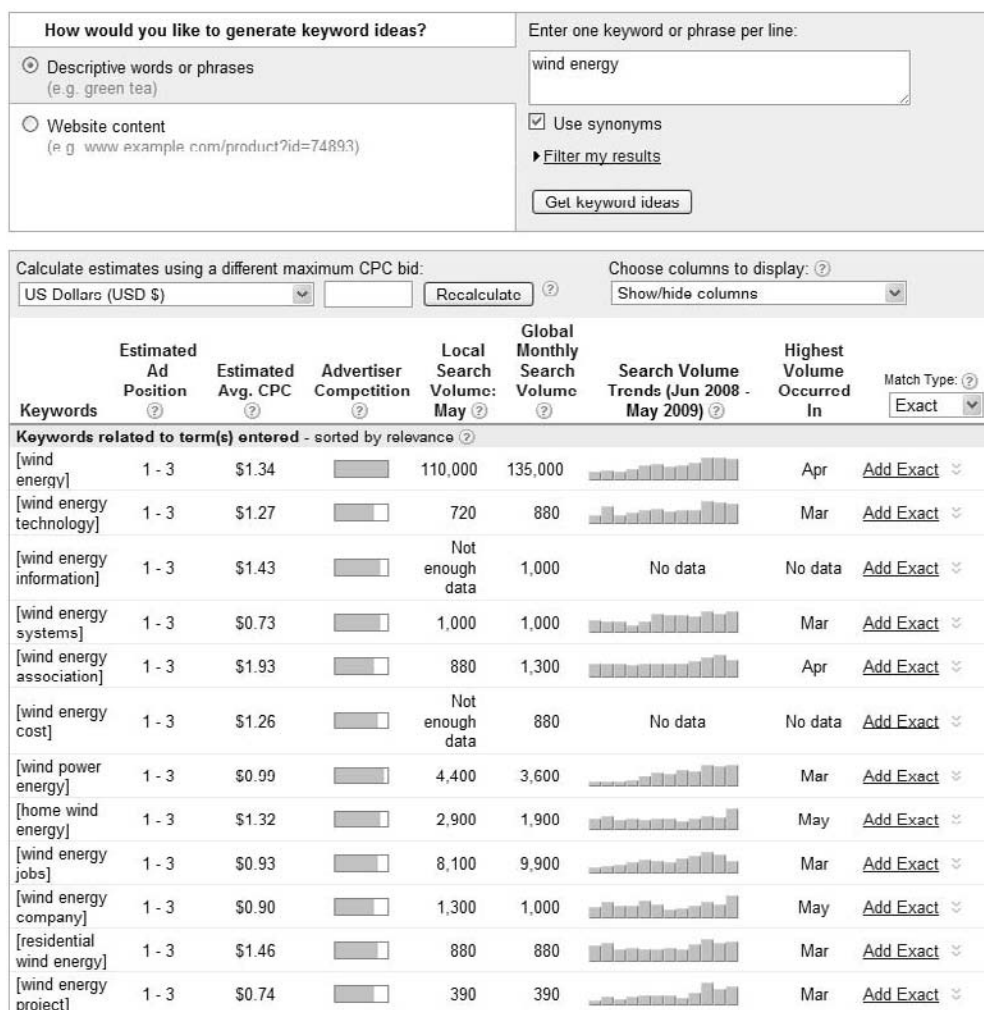 How would you like to generate keyword ideas?
Descriptive words or phrases
(e.g. green tea)
Website content
(e.g. www.example.com/product?id=74893)
Enter one keyword or phrase per line:
wind energy
Use synonyms
Filter my results
Get keyword ideas
Calculate estimates using a different maximum CPC bid:
US Dollars (USD $)
Recalculate ?
Choose columns to display: ?
Show/hide columns
Keywords
Estimated
Ad
Position
?
Estimated
Avg. CPC
?
Advertiser
Competition
?
Local
Search
Volume:
May ?
Global
Monthly
Search
Volume
?
Search Volume
Trends (Jun 2008 -
May 2009) ?
Highest
Volume
Occurred
In
Match Type: ?
Exact
Keywords related to term(s) entered - sorted by relevance ?
[wind
energy]
1 - 3 $1.34 110,000 135,000 Apr Add Exact
[wind energy
technology]
1 - 3 $1.27 720 880 Mar Add Exact
[wind energy
information]
1 - 3 $1.43
Not
enough
data
1,000 No data No data Add Exact
[wind energy
systems]
1 - 3 $0.73 1,000 1,000 Mar Add Exact
[wind energy
association]
1 - 3 $1.93 880 1,300 Apr Add Exact
[wind energy
cost]
1 - 3 $1.26
Not
enough
data
880 No data No data Add Exact
[wind power
energy]
1 - 3 $0.99 4,400 3,600 Mar Add Exact
[home wind
energy]
1 - 3 $1.32 2,900 1,900 May Add Exact
[wind energy
jobs]
1 - 3 $0.93 8,100 9,900 Mar Add Exact
[wind energy
company]
1 - 3 $0.90 1,300 1,000 May Add Exact
[residential
wind energy]
1 - 3 $1.46 880 880 Mar Add Exact
[wind energy
project]
1 - 3 $0.74 390 390 Mar Add Exact